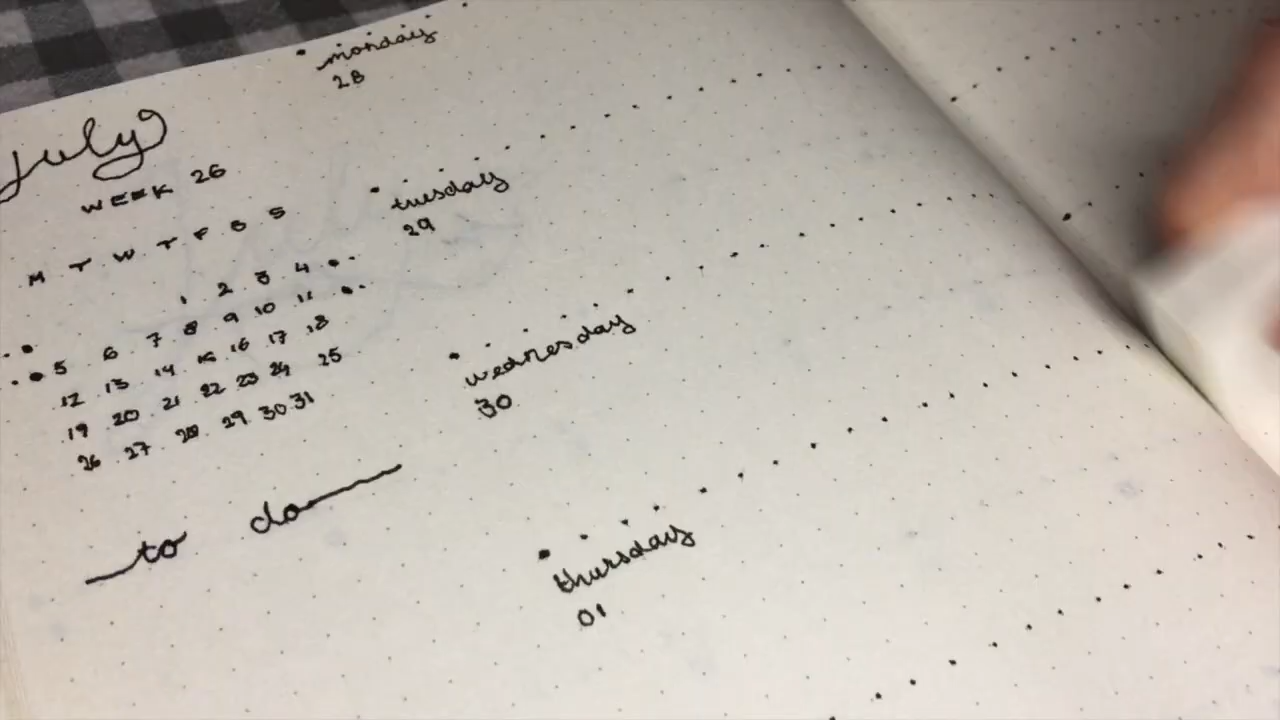 July
WEEK 26
M T W T F S S
1 2 3 4
5 6 7 8 9 10 11
12 13 14 15 16 17 18
19 20 21 22 23 24 25
26 27 28 29 30 31
to do
monday
28
tuesday
29
wednesday
30
thursday
01